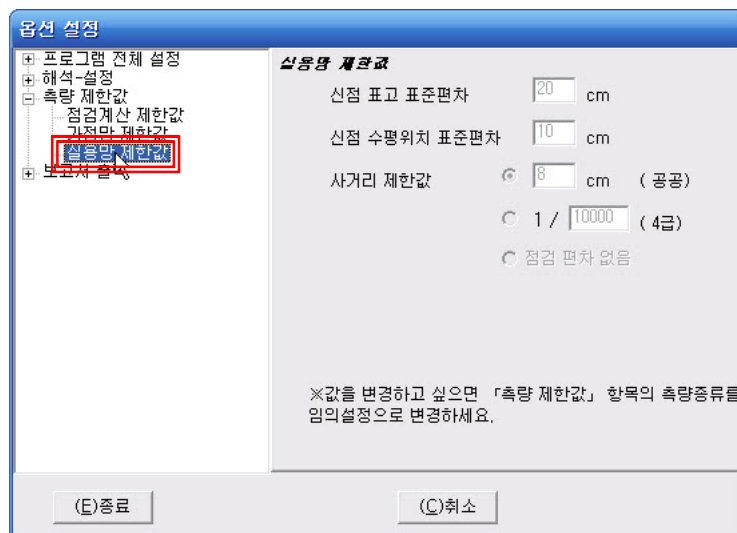 옵션 설정
프로그램 전체 설정
해석-설정
측량 제한값
점검계산 제한값
가정망 제한값
실용망 제한값
보고서 출력
실용망 제한값
신점 표고 표준편차 20 cm
신점 수평위치 표준편차 10 cm
사거리 제한값 8 cm ( 공공)
1 / 10000 ( 4급)
점검 편차 없음
※값을 변경하고 싶으면 「측량 제한값」 항목의 측량종류를
임의설정으로 변경하세요.
(E)종료
(C)취소